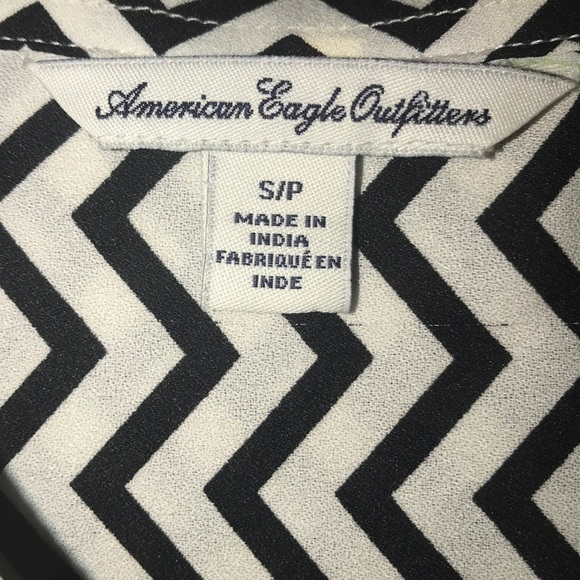 American Eagle Outfitters
S/P
MADE IN
INDIA
FABRIQUÉ EN
INDE